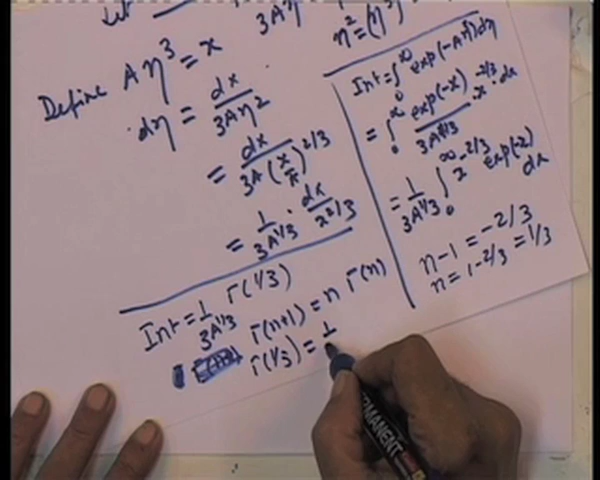 Let 3Aη
η² = (η³)
Define Aη³ = x
dη = dx / 3Aη²
= dx / 3A (x/A)^2/3
= 1 / 3A^1/3 · dx / x^2/3
Int = 1 / 3A^1/3 Γ(1/3)
Γ(n+1) = n Γ(n)
Γ(1/3) = 1
Int = ∫₀^∞ exp(-Aη³) dη
= ∫₀^∞ exp(-x) / 3A^1/3 · x^-2/3 · dx
= 1 / 3A^1/3 ∫₀^∞ x^-2/3 exp(-x) dx
n-1 = -2/3
n = 1-2/3 = 1/3
PERMANENT